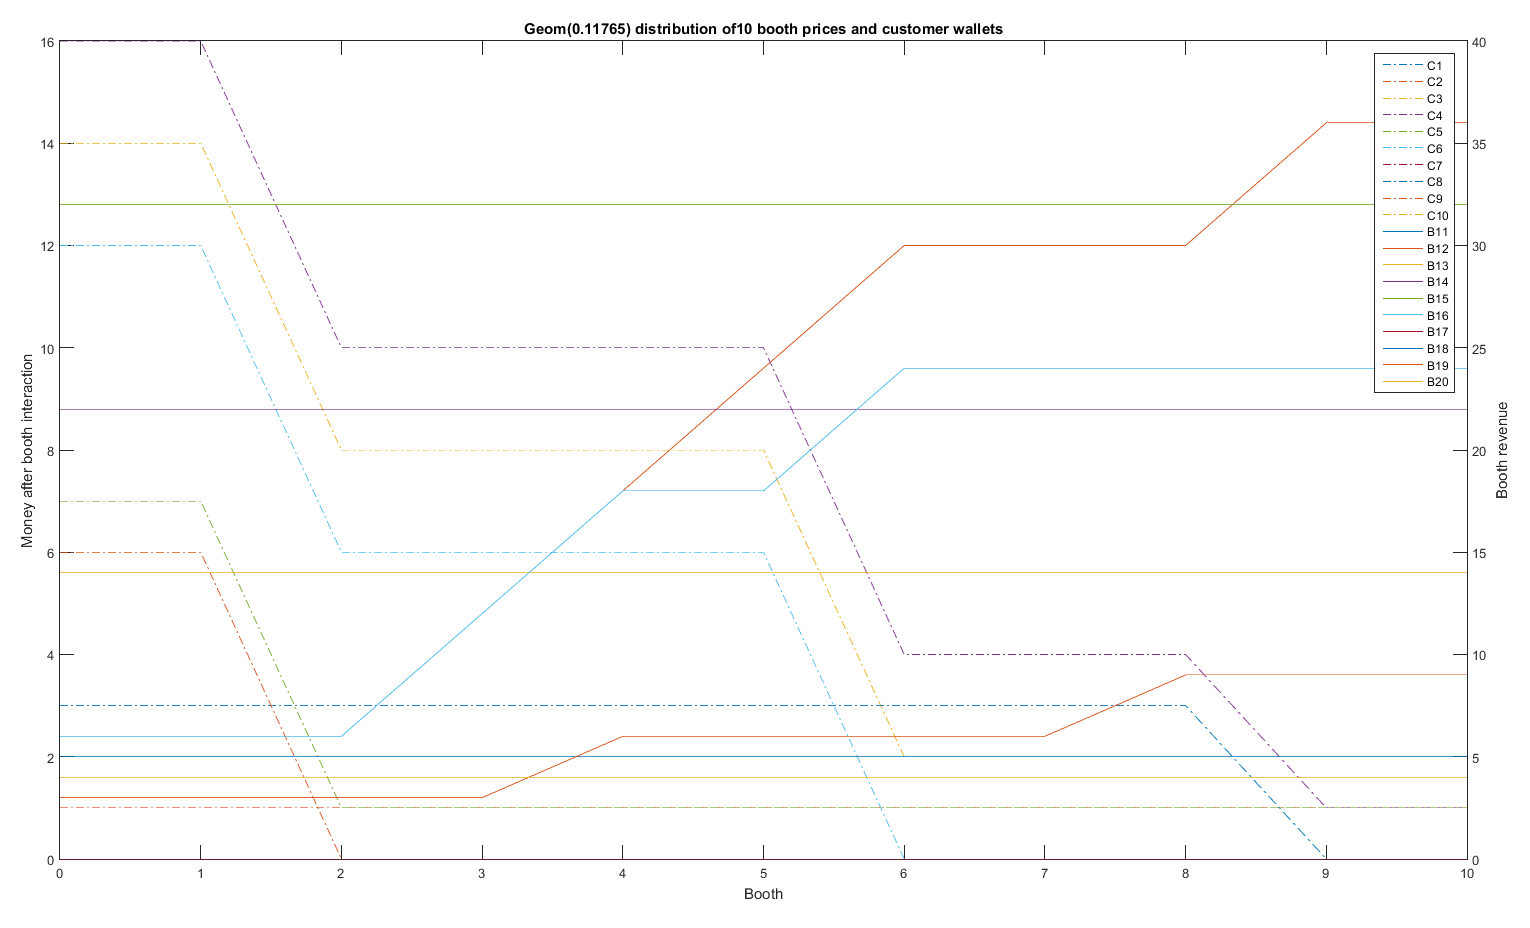 Geom(0.11765) distribution of10 booth prices and customer wallets
16
14
12
10
8
6
4
2
0
Money after booth interaction
40
35
30
25
20
15
10
5
0
Booth revenue
C1
C2
C3
C4
C5
C6
C7
C8
C9
C10
B11
B12
B13
B14
B15
B16
B17
B18
B19
B20
0 1 2 3 4 5 6 7 8 9 10
Booth